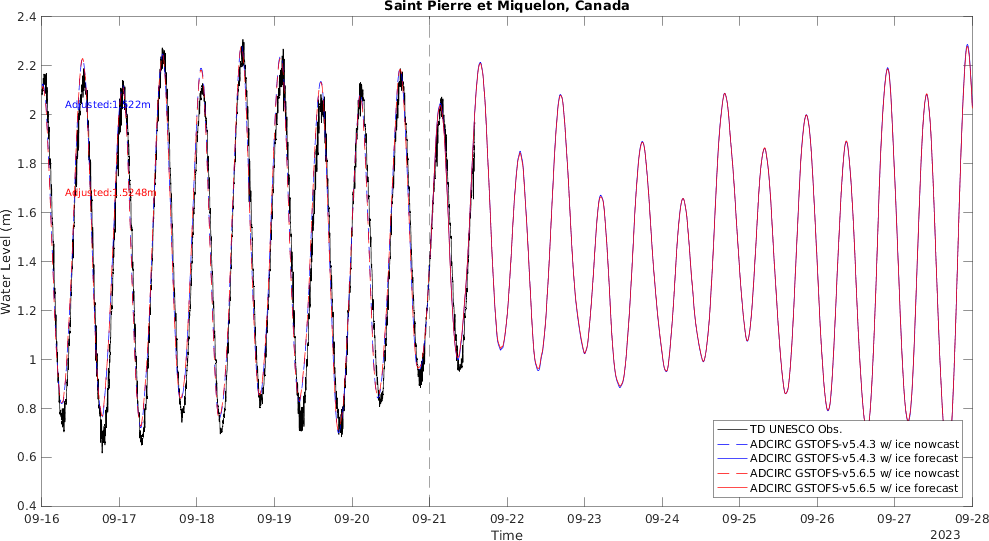 Saint Pierre et Miquelon, Canada
2.4
2.2
2
1.8
1.6
1.4
1.2
1
0.8
0.6
0.4
Water Level (m)
Adjusted:1.522m
Adjusted:1.5248m
TD UNESCO Obs.
ADCIRC GSTOFS-v5.4.3 w/ ice nowcast
ADCIRC GSTOFS-v5.4.3 w/ ice forecast
ADCIRC GSTOFS-v5.6.5 w/ ice nowcast
ADCIRC GSTOFS-v5.6.5 w/ ice forecast
09-16 09-17 09-18 09-19 09-20 09-21 09-22 09-23 09-24 09-25 09-26 09-27 09-28
Time
2023